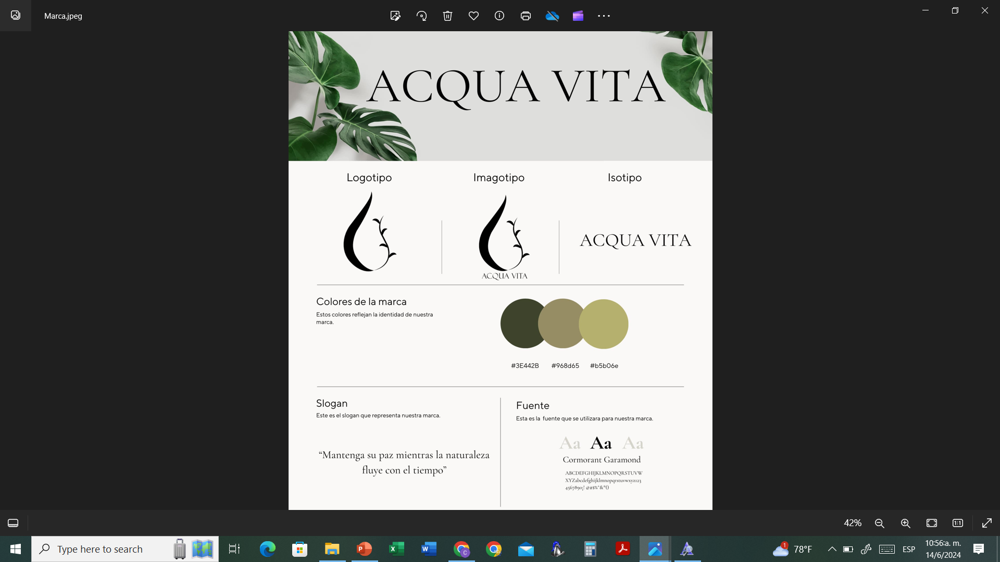 Marca.jpeg
ACQUA VITA
Logotipo
Imagotipo
Isotipo
ACQUA VITA
ACQUA VITA
Colores de la marca
Estos colores reflejan la identidad de nuestra
marca.
#3E442B
#968d65
#b5b06e
Slogan
Este es el slogan que representa nuestra marca.
“Mantenga su paz mientras la naturaleza
fluye con el tiempo”
Fuente
Esta es la fuente que se utilizara para nuestra marca.
Aa Aa Aa
Cormorant Garamond
ABCDEFGHIJKLMNOPQRSTUVW
XYZabcdefghijklmnopqrstuvwxyz123
4567890¡! @#$%^&*()
42%
1:1
Type here to search
1
78°F
ESP
10:56:a. m.
14/6/2024